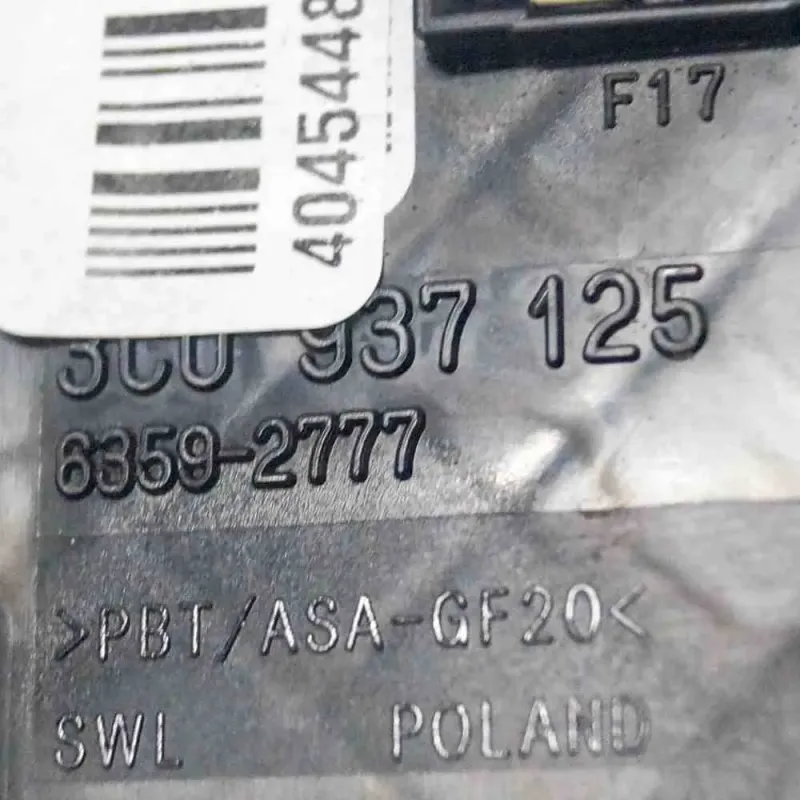 4045448
F17
3C0 937 125
6359-2777
>PBT/ASA-GF20<
SWL POLAND